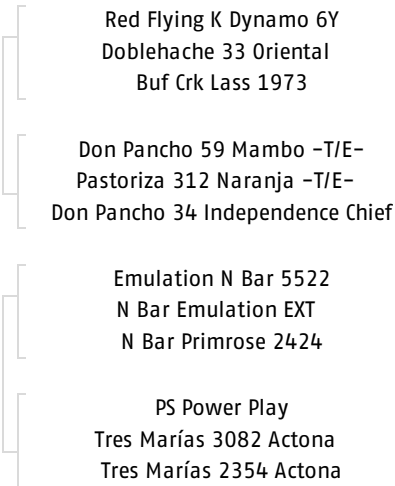 Red Flying K Dynamo 6Y
Doblehache 33 Oriental
Buf Crk Lass 1973
Don Pancho 59 Mambo -T/E-
Pastoriza 312 Naranja -T/E-
Don Pancho 34 Independence Chief
Emulation N Bar 5522
N Bar Emulation EXT
N Bar Primrose 2424
PS Power Play
Tres Marías 3082 Actona
Tres Marías 2354 Actona